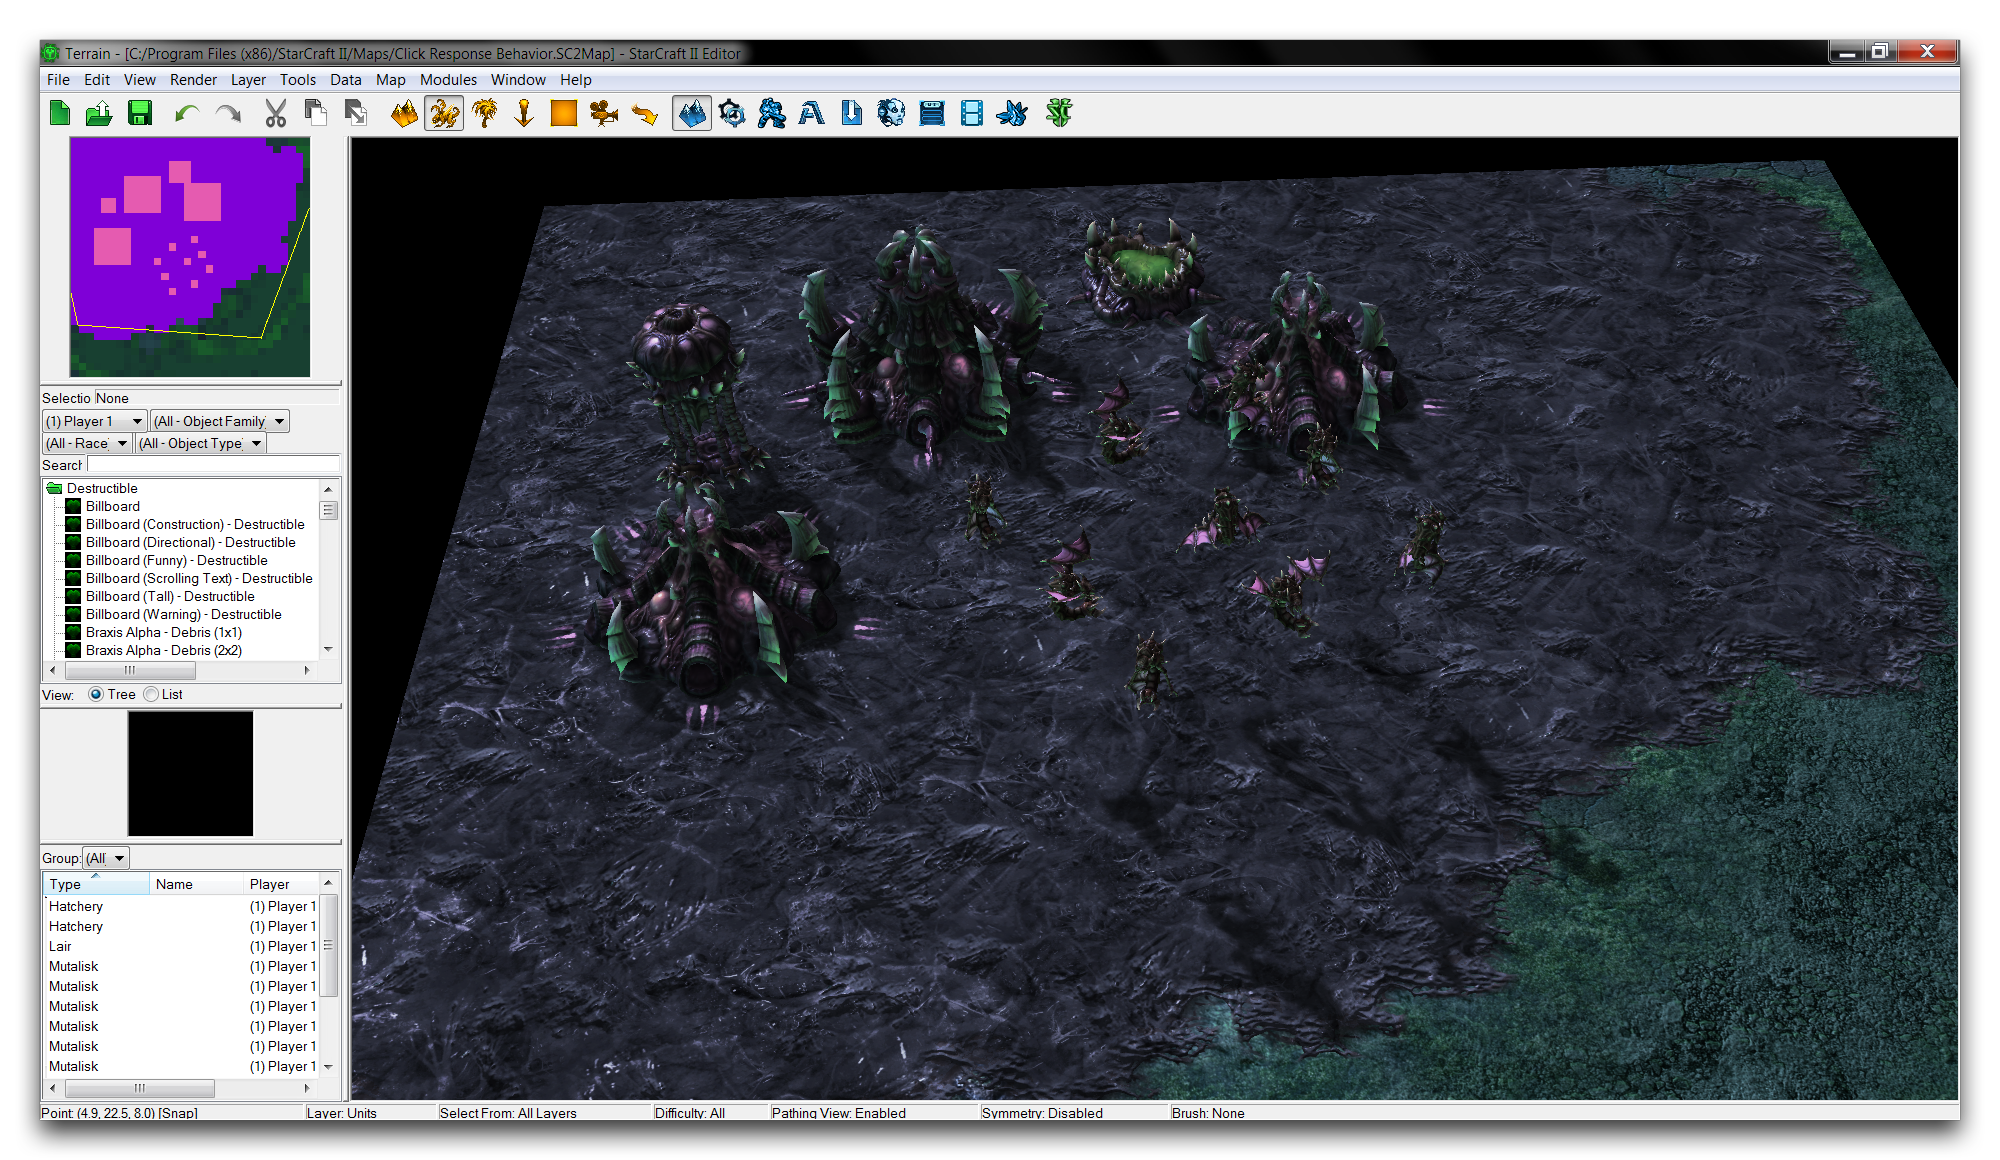 Terrain - [C:/Program Files (x86)/StarCraft II/Maps/Click Response Behavior.SC2Map] - StarCraft II Editor
File Edit View Render Layer Tools Data Map Modules Window Help
Selectio None
(1) Player 1 (All - Object Family
(All - Race) (All - Object Type)
Search
Destructible
Billboard
Billboard (Construction) - Destructible
Billboard (Directional) - Destructible
Billboard (Funny) - Destructible
Billboard (Scrolling Text) - Destructible
Billboard (Tall) - Destructible
Billboard (Warning) - Destructible
Braxis Alpha - Debris (1x1)
Braxis Alpha - Debris (2x2)
View: Tree List
Group: (All)
Type Name Player
Hatchery (1) Player 1
Hatchery (1) Player 1
Lair (1) Player 1
Mutalisk (1) Player 1
Mutalisk (1) Player 1
Mutalisk (1) Player 1
Mutalisk (1) Player 1
Mutalisk (1) Player 1
Mutalisk (1) Player 1
Point: (4.9, 22.5, 8.0) [Snap] Layer: Units Select From: All Layers Difficulty: All Pathing View: Enabled Symmetry: Disabled Brush: None